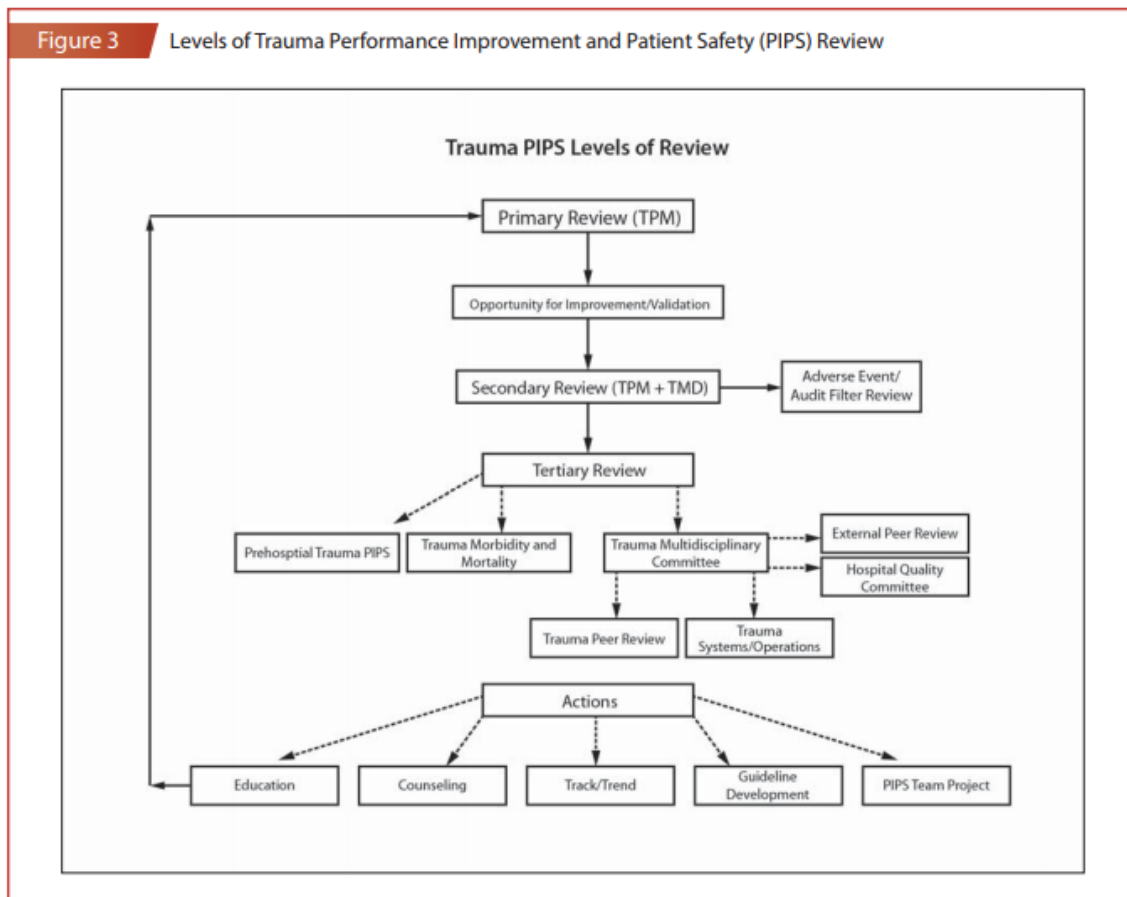 Figure 3
Levels of Trauma Performance Improvement and Patient Safety (PIPS) Review
Trauma PIPS Levels of Review
Primary Review (TPM)
Opportunity for Improvement/Validation
Secondary Review (TPM + TMD)
Adverse Event/
Audit Filter Review
Tertiary Review
Prehosptial Trauma PIPS
Trauma Morbidity and
Mortality
Trauma Multidisciplinary
Committee
External Peer Review
Hospital Quality
Committee
Trauma Peer Review
Trauma
Systems/Operations
Actions
Education
Counseling
Track/Trend
Guideline
Development
PIPS Team Project